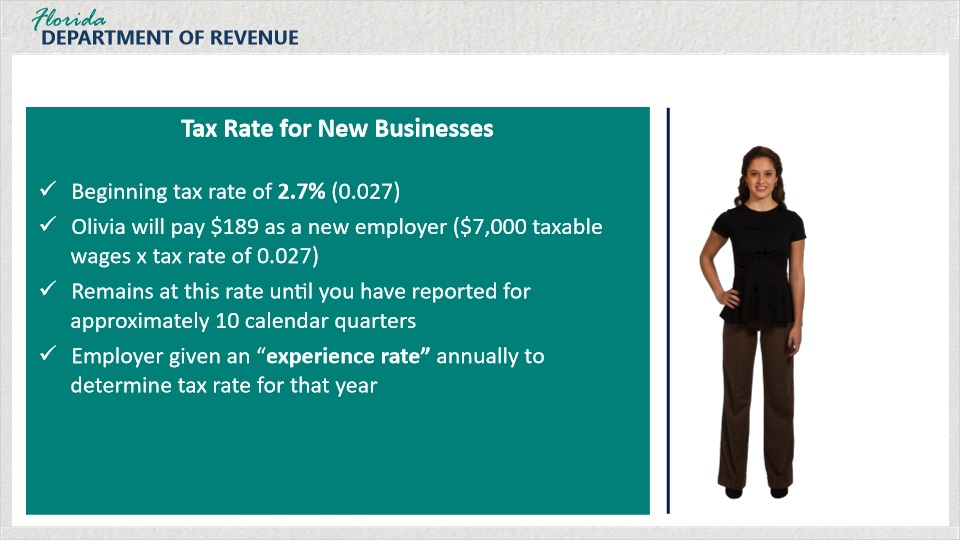 Florida
DEPARTMENT OF REVENUE
Tax Rate for New Businesses
✓ Beginning tax rate of 2.7% (0.027)
✓ Olivia will pay $189 as a new employer ($7,000 taxable
wages x tax rate of 0.027)
✓ Remains at this rate until you have reported for
approximately 10 calendar quarters
✓ Employer given an “experience rate” annually to
determine tax rate for that year